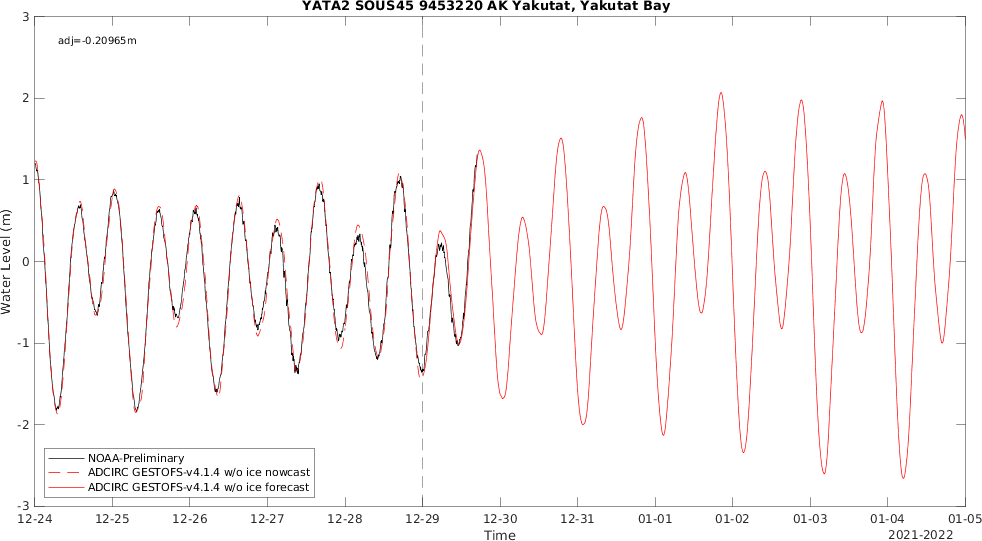 YATA2 SOUS45 9453220 AK Yakutat, Yakutat Bay
adj=-0.20965m
3
2
1
0
-1
-2
-3
Water Level (m)
NOAA-Preliminary
ADCIRC GESTOFS-v4.1.4 w/o ice nowcast
ADCIRC GESTOFS-v4.1.4 w/o ice forecast
12-24 12-25 12-26 12-27 12-28 12-29 12-30 12-31 01-01 01-02 01-03 01-04 01-05
Time
2021-2022